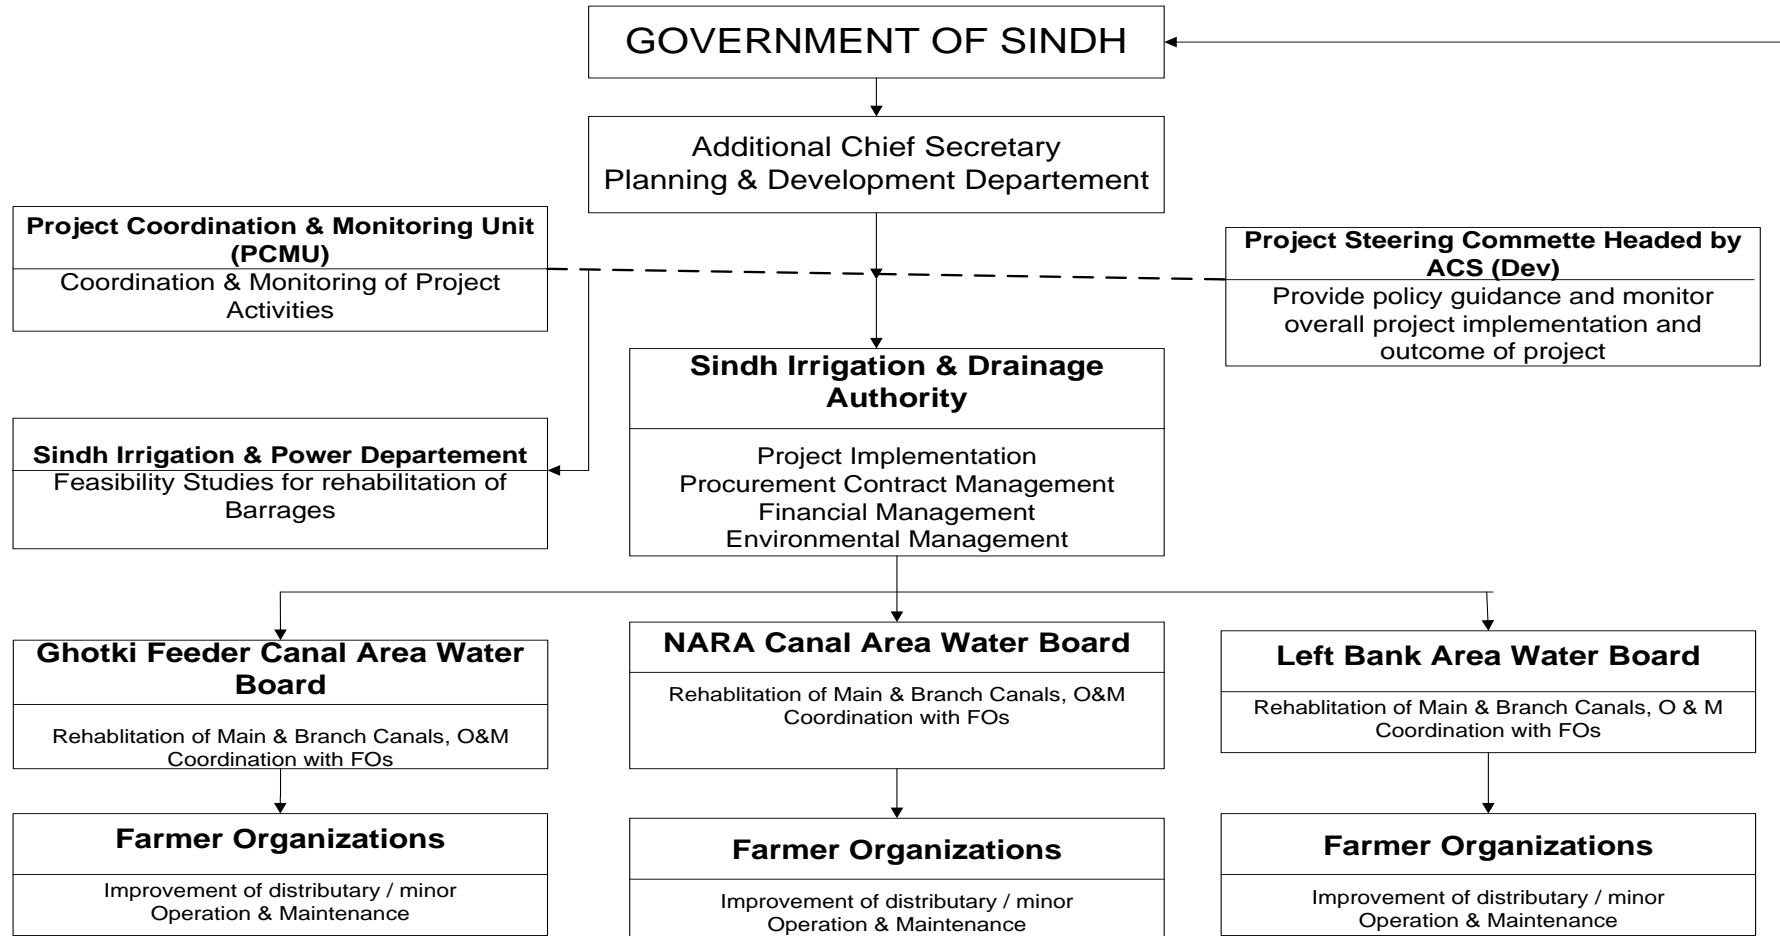 GOVERNMENT OF SINDH
Additional Chief Secretary
Planning & Development Departement
Project Coordination & Monitoring Unit
(PCMU)
Coordination & Monitoring of Project
Activities
Project Steering Commette Headed by
ACS (Dev)
Provide policy guidance and monitor
overall project implementation and
outcome of project
Sindh Irrigation & Drainage
Authority
Project Implementation
Procurement Contract Management
Financial Management
Environmental Management
Sindh Irrigation & Power Departement
Feasibility Studies for rehabilitation of
Barrages
Ghotki Feeder Canal Area Water
Board
Rehablitation of Main & Branch Canals, O&M
Coordination with FOs
NARA Canal Area Water Board
Rehablitation of Main & Branch Canals, O&M
Coordination with FOs
Left Bank Area Water Board
Rehablitation of Main & Branch Canals, O & M
Coordination with FOs
Farmer Organizations
Improvement of distributary / minor
Operation & Maintenance
Farmer Organizations
Improvement of distributary / minor
Operation & Maintenance
Farmer Organizations
Improvement of distributary / minor
Operation & Maintenance